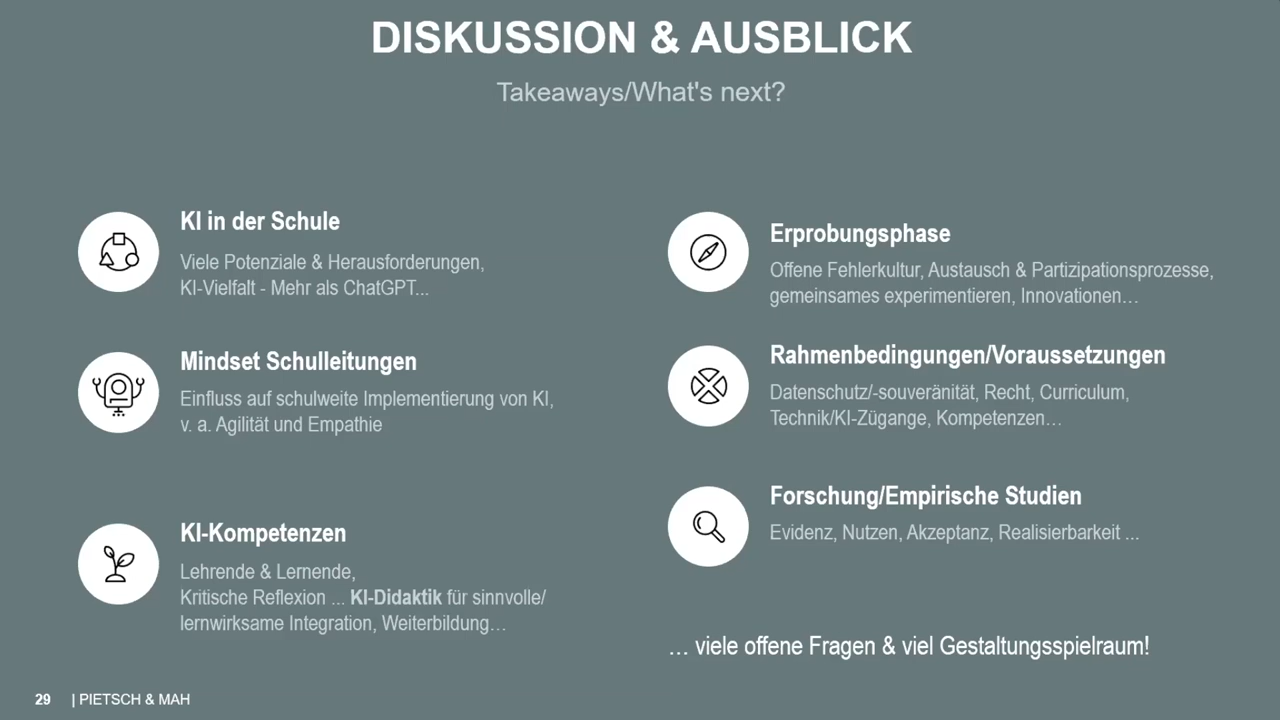 DISKUSSION & AUSBLICK
Takeaways/What's next?
KI in der Schule
Viele Potenziale & Herausforderungen,
KI-Vielfalt - Mehr als ChatGPT...
Mindset Schulleitungen
Einfluss auf schulweite Implementierung von KI,
v. a. Agilität und Empathie
KI-Kompetenzen
Lehrende & Lernende,
Kritische Reflexion ... KI-Didaktik für sinnvolle/
lernwirksame Integration, Weiterbildung…
Erprobungsphase
Offene Fehlerkultur, Austausch & Partizipationsprozesse,
gemeinsames experimentieren, Innovationen…
Rahmenbedingungen/Voraussetzungen
Datenschutz/-souveränität, Recht, Curriculum,
Technik/KI-Zügange, Kompetenzen…
Forschung/Empirische Studien
Evidenz, Nutzen, Akzeptanz, Realisierbarkeit ...
… viele offene Fragen & viel Gestaltungsspielraum!
29 | PIETSCH & MAH